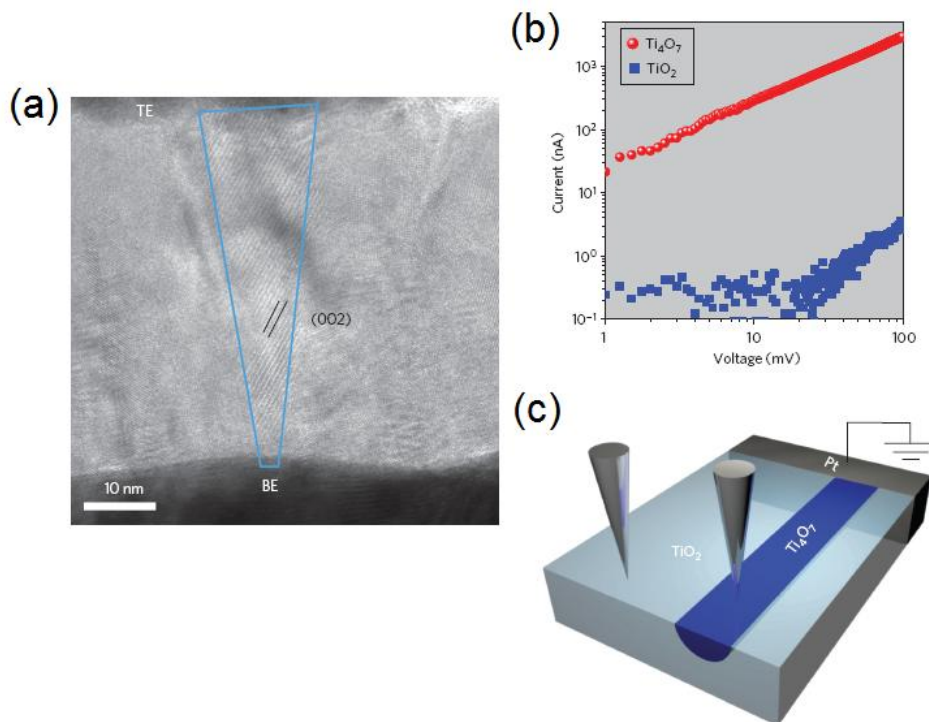 (a)
TE
(002)
10 nm
BE
(b)
Ti₄O₇
TiO₂
10³
10²
10¹
10⁰
10⁻¹
Current (nA)
1
10
100
Voltage (mV)
(c)
Pt
TiO₂
Ti₄O₇